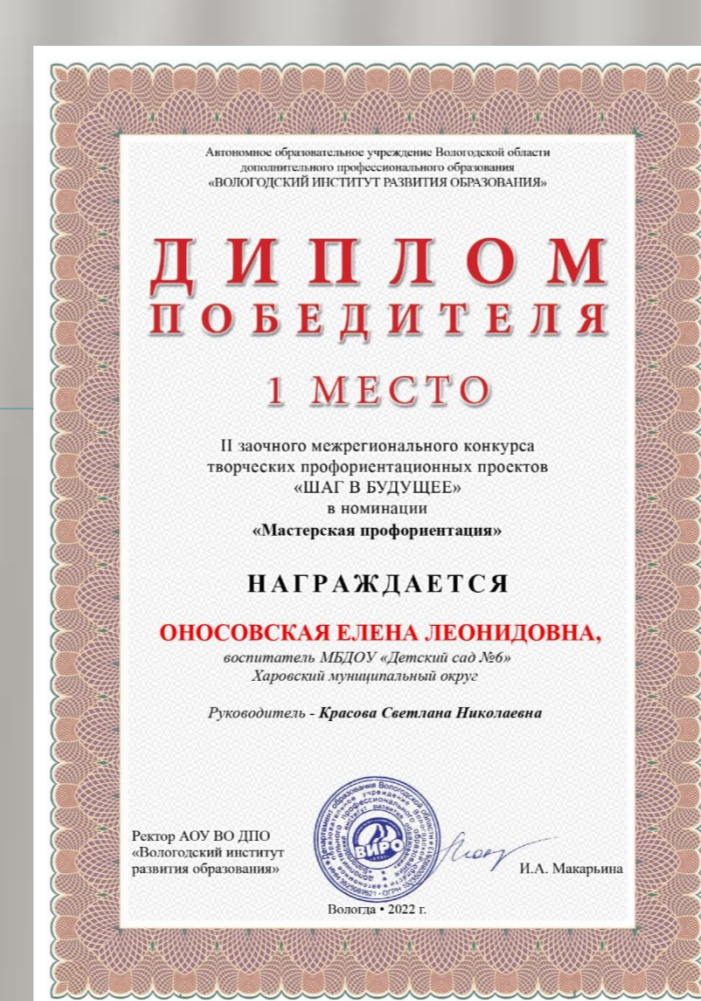 Автономное образовательное учреждение Вологодской области
дополнительного профессионального образования
«ВОЛОГОДСКИЙ ИНСТИТУТ РАЗВИТИЯ ОБРАЗОВАНИЯ»
ДИПЛОМ
ПОБЕДИТЕЛЯ
1 МЕСТО
II заочного межрегионального конкурса
творческих профориентационных проектов
«ШАГ В БУДУЩЕЕ»
в номинации
«Мастерская профориентация»
НАГРАЖДАЕТСЯ
ОНОСОВСКАЯ ЕЛЕНА ЛЕОНИДОВНА,
воспитатель МБДОУ «Детский сад №6»
Харовский муниципальный округ
Руководитель - Красова Светлана Николаевна
ВИРО
Ректор АОУ ВО ДПО
«Вологодский институт
развития образования»
И.А. Макарьина
Вологда • 2022 г.